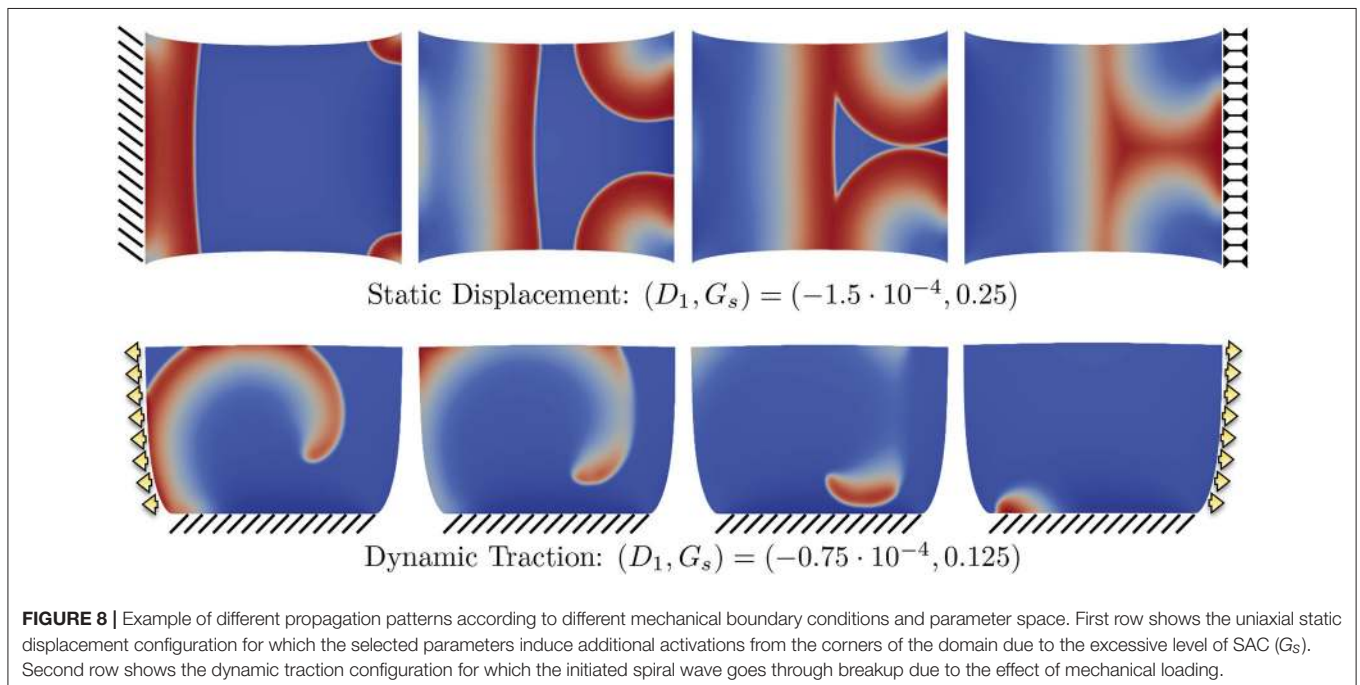 Static Displacement: (D₁, Gₛ) = (−1.5 · 10⁻⁴, 0.25)
Dynamic Traction: (D₁, Gₛ) = (−0.75 · 10⁻⁴, 0.125)
FIGURE 8 | Example of different propagation patterns according to different mechanical boundary conditions and parameter space. First row shows the uniaxial static
displacement configuration for which the selected parameters induce additional activations from the corners of the domain due to the excessive level of SAC (Gₛ).
Second row shows the dynamic traction configuration for which the initiated spiral wave goes through breakup due to the effect of mechanical loading.